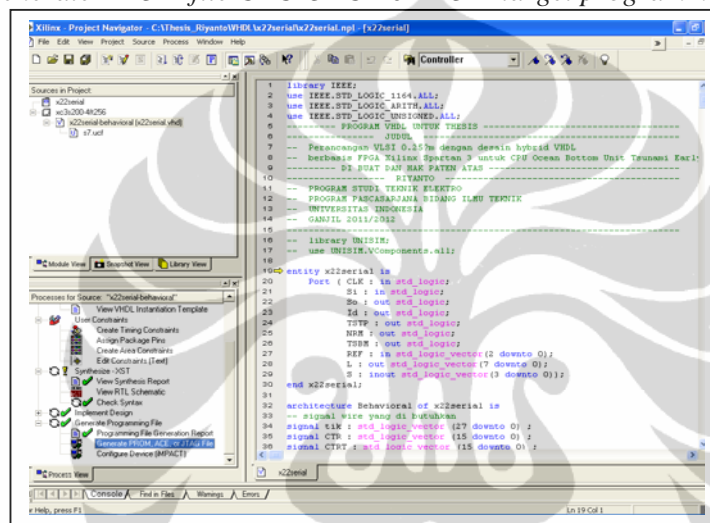 Xilinx - Project Navigator - C:\Thesis_Riyanto\VHDL\x22serial\x22serial.npl - [x22serial]
File Edit View Project Source Process Window Help
Controller
Sources in Project:
x22serial
xc3s200-4ft256
x22serial-behavioral (x22serial.vhd)
s7.ucf
Module View Snapshot View Library View
Processes for Source: "x22serial-behavioral"
View VHDL Instantiation Template
User Constraints
Create Timing Constraints
Assign Package Pins
Create Area Constraints
Edit Constraints (Text)
Synthesize - XST
View Synthesis Report
View RTL Schematic
Check Syntax
Implement Design
Generate Programming File
Programming File Generation Report
Generate PROM, ACE, or JTAG File
Configure Device (iMPACT)
Process View
1 library IEEE;
2 use IEEE.STD_LOGIC_1164.ALL;
3 use IEEE.STD_LOGIC_ARITH.ALL;
4 use IEEE.STD_LOGIC_UNSIGNED.ALL;
5 ---------- PROGRAM VHDL UNTUK THESIS ----------
6 ---------- JUDUL ----------
7 -- Perancangan VLSI 0.25?m dengan desain hybrid VHDL
8 -- berbasis FPGA Xilinx Spartan 3 untuk CPU Ocean Bottom Unit Tsunami Earl
9 ---------- DI BUAT DAN HAK PATEN ATAS ----------
10 ---------- RIYANTO ----------
11 -- PROGRAM STUDI TEKNIK ELEKTRO
12 -- PROGRAM PASCASARJANA BIDANG ILMU TEKNIK
13 -- UNIVERSITAS INDONESIA
14 -- GANJIL 2011/2012
15 ----------
16 -- library UNISIM;
17 -- use UNISIM.VComponents.all;
18
19 entity x22serial is
20 Port ( CLK : in std_logic;
21 Si : in std_logic;
22 So : out std_logic;
23 Id : out std_logic;
24 TSTP : out std_logic;
25 NRM : out std_logic;
26 TSBM : out std_logic;
27 REF : in std_logic_vector(2 downto 0);
28 L : out std_logic_vector(7 downto 0);
29 S : inout std_logic_vector(3 downto 0));
30 end x22serial;
31
32 architecture Behavioral of x22serial is
33 -- signal wire yang di butuhkan
34 signal tik : std_logic_vector (27 downto 0) ;
35 signal CTR : std_logic_vector (15 downto 0) ;
36 signal CTRT : std_logic_vector (15 downto 0) ;
x22serial
Console Find in Files Warnings Errors
r Help, press F1
Ln 19 Col 1